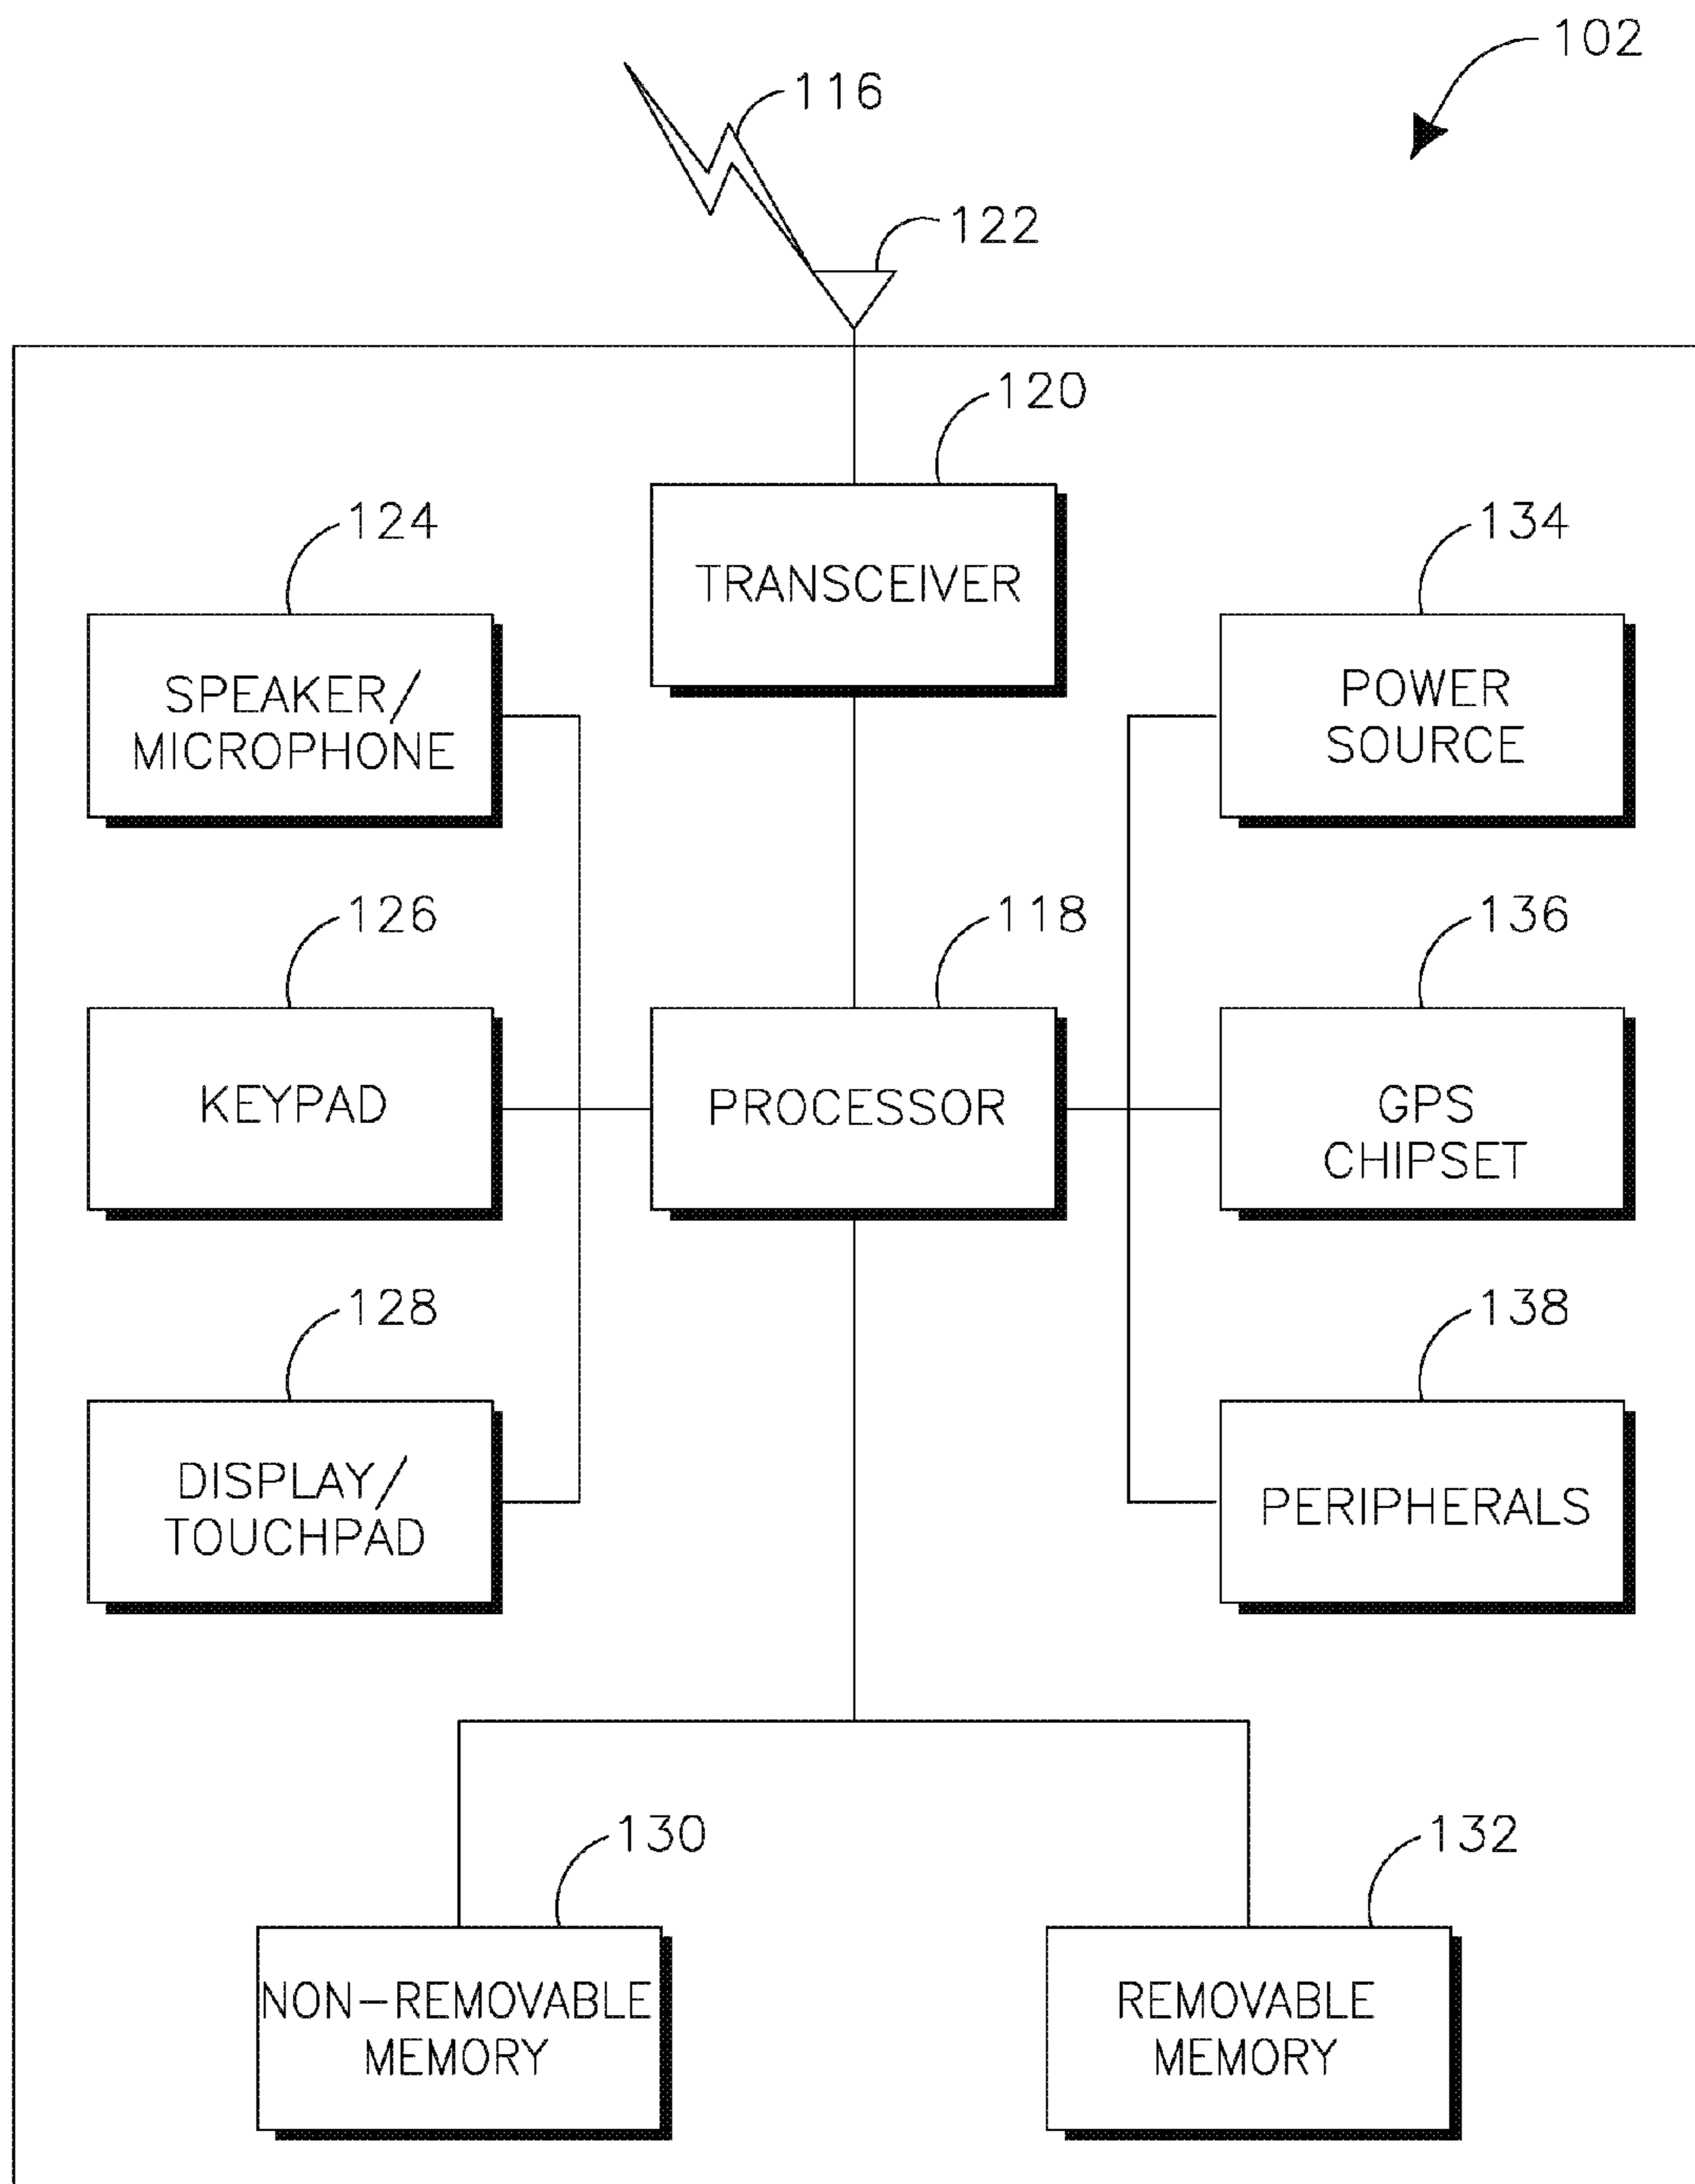 102
116
122
120
TRANSCEIVER
124
SPEAKER/
MICROPHONE
134
POWER
SOURCE
126
KEYPAD
118
PROCESSOR
136
GPS
CHIPSET
128
DISPLAY/
TOUCHPAD
138
PERIPHERALS
130
NON-REMOVABLE
MEMORY
132
REMOVABLE
MEMORY